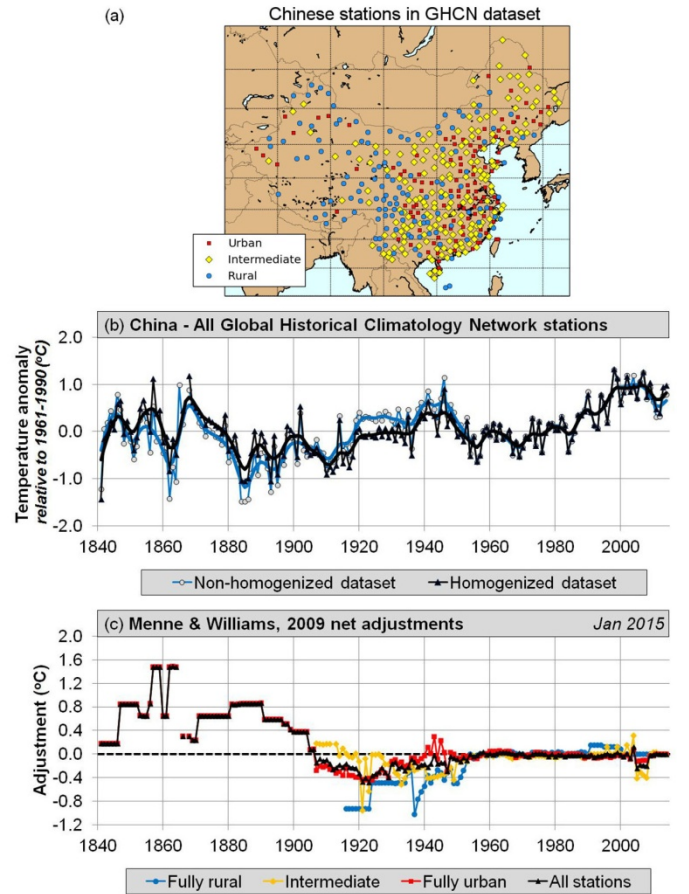 (a) Chinese stations in GHCN dataset
Urban
Intermediate
Rural
(b) China - All Global Historical Climatology Network stations
Temperature anomaly
relative to 1961-1990 (°C)
2.0
1.0
0.0
-1.0
-2.0
1840 1860 1880 1900 1920 1940 1960 1980 2000
Non-homogenized dataset Homogenized dataset
(c) Menne & Williams, 2009 net adjustments Jan 2015
Adjustment (°C)
2.0
1.6
1.2
0.8
0.4
0.0
-0.4
-0.8
-1.2
1840 1860 1880 1900 1920 1940 1960 1980 2000
Fully rural Intermediate Fully urban All stations